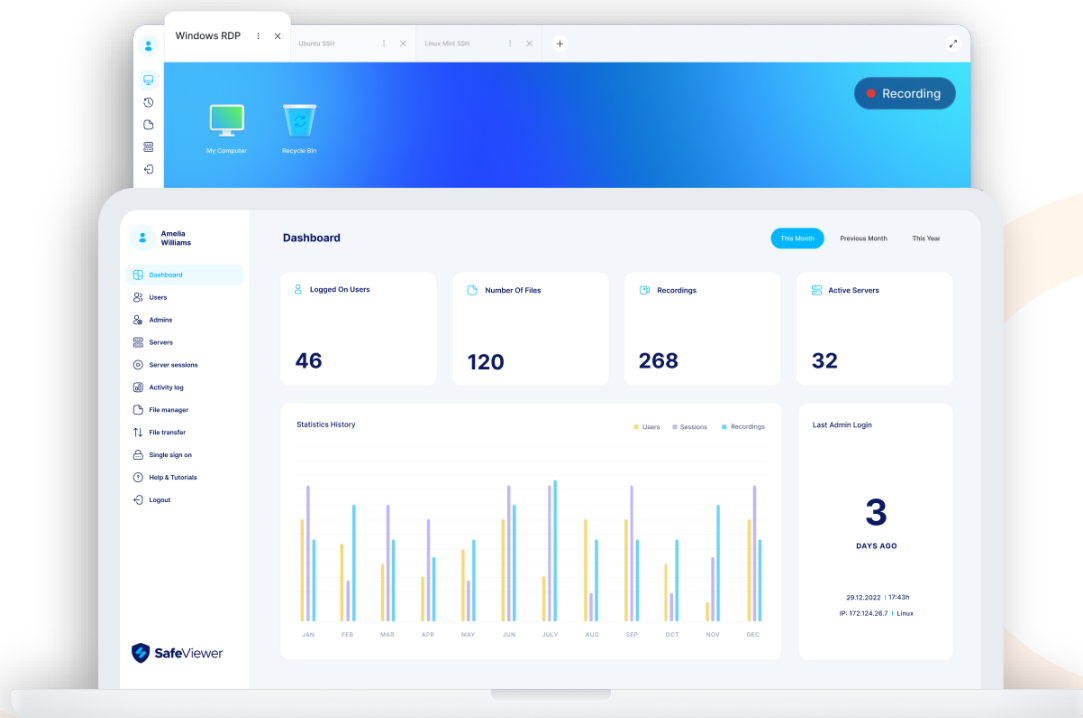 Windows RDP
Ubuntu SSH
Linux Mint SSH
Recording
My Computer
Recycle Bin
Amelia
Williams
Dashboard
Users
Admins
Servers
Server sessions
Activity log
File manager
File transfer
Single sign on
Help & Tutorials
Logout
SafeViewer
Dashboard
This Month
Previous Month
This Year
Logged On Users
46
Number Of Files
120
Recordings
268
Active Servers
32
Statistics History
Users
Sessions
Recordings
JAN FEB MAR APR MAY JUN JULY AUG SEP OCT NOV DEC
Last Admin Login
3
DAYS AGO
29.12.2022 | 17:43h
IP: 172.124.26.7 | Linux